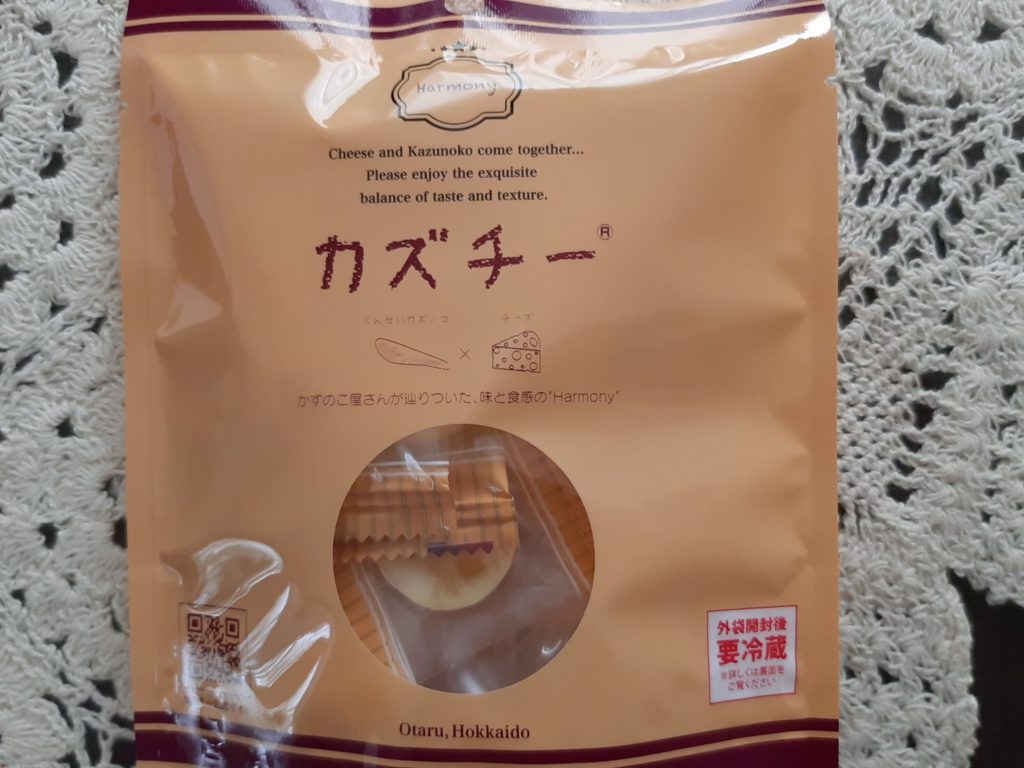 Harmony
Cheese and Kazunoko come together...
Please enjoy the exquisite
balance of taste and texture.
カズチー®
くんせいカズノコ チーズ
×
かずのこ屋さんが辿りついた、味と食感の"Harmony"
外袋開封後
要冷蔵
※詳しくは裏面を
ご覧ください
Otaru, Hokkaido